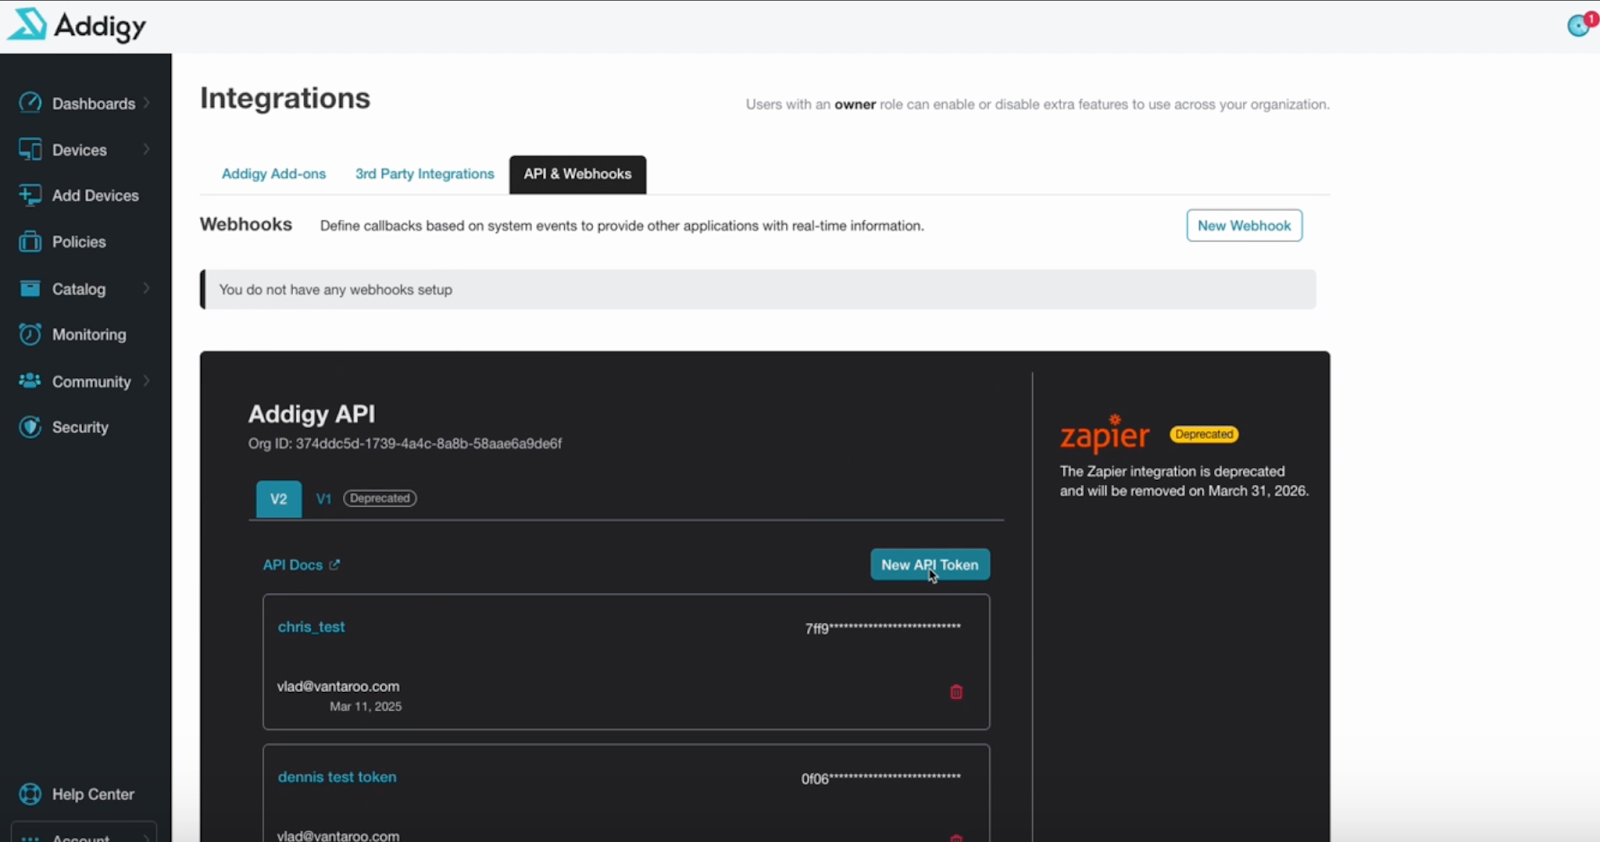 Addigy
1
Dashboards
Devices
Add Devices
Policies
Catalog
Monitoring
Community
Security
Help Center
Account
Integrations
Users with an owner role can enable or disable extra features to use across your organization.
Addigy Add-ons
3rd Party Integrations
API & Webhooks
Webhooks
Define callbacks based on system events to provide other applications with real-time information.
New Webhook
You do not have any webhooks setup
Addigy API
Org ID: 374ddc5d-1739-4a4c-8a8b-58aae6a9de6f
V2
V1
Deprecated
API Docs
New API Token
chris_test
7ff9***************************
vlad@vantaroo.com
Mar 11, 2025
dennis test token
0f06***************************
vlad@vantaroo.com
zapier
Deprecated
The Zapier integration is deprecated
and will be removed on March 31, 2026.